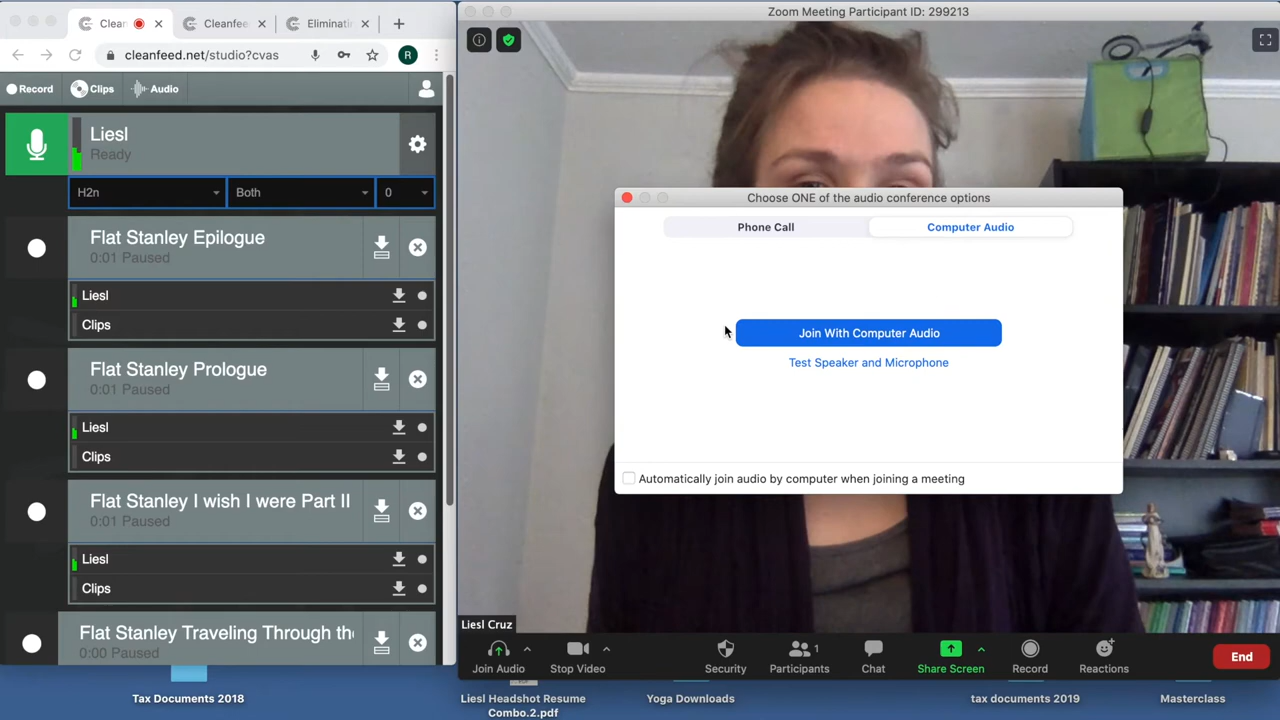 Clean
Cleanfee
Eliminatin
cleanfeed.net/studio?cvas
R
Record
Clips
Audio
Liesl
Ready
H2n
Both
0
Flat Stanley Epilogue
0:01 Paused
Liesl
Clips
Flat Stanley Prologue
0:01 Paused
Liesl
Clips
Flat Stanley I wish I were Part II
0:01 Paused
Liesl
Clips
Flat Stanley Traveling Through the
0:00 Paused
Zoom Meeting Participant ID: 299213
Choose ONE of the audio conference options
Phone Call
Computer Audio
Join With Computer Audio
Test Speaker and Microphone
Automatically join audio by computer when joining a meeting
Liesl Cruz
Join Audio
Stop Video
Security
Participants
1
Chat
Share Screen
Record
Reactions
End
Tax Documents 2018
Liesl Headshot Resume
Combo.2.pdf
Yoga Downloads
tax documents 2019
Masterclass